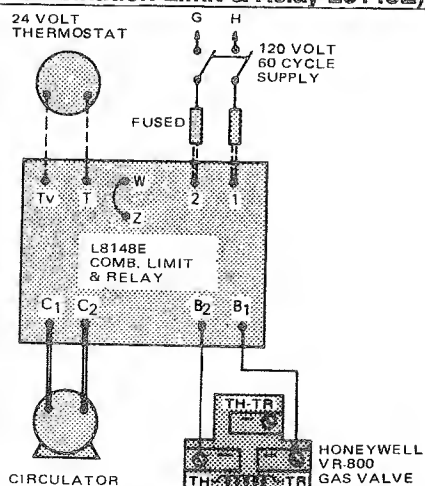 24 VOLT
THERMOSTAT
G H
120 VOLT
60 CYCLE
SUPPLY
FUSED
Tv T W 2 1
Z
L8148E
COMB. LIMIT
& RELAY
C1 C2 B2 B1
TH-TR
HONEYWELL
VR-800
GAS VALVE
CIRCULATOR
TH TR